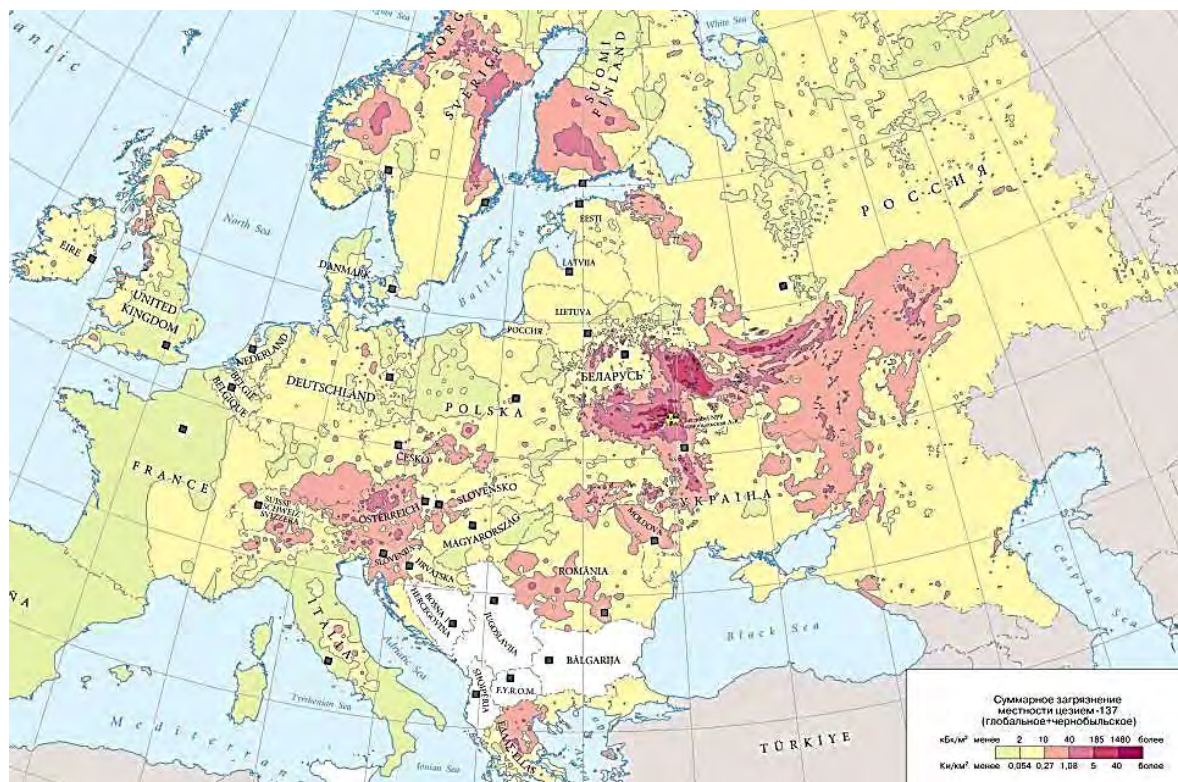 White Sea
Norwegian Sea
Atlantic
NORGE
SVERIGE
SUOMI
FINLAND
РОССИЯ
North Sea
EESTI
EIRE
LATVIJA
DANMARK
Baltic Sea
UNITED
KINGDOM
LIETUVA
РОССИЯ
NEDERLAND
БЕЛАРУСЬ
DEUTSCHLAND
BELGIË
BELGIQUE
POLSKA
ČESKO
FRANCE
SLOVENSKO
УКРАЇНА
SUISSE
SCHWEIZ
SVIZZERA
ÖSTERREICH
MAGYARORSZÁG
MOLDOVA
SLOVENIJA
HRVATSKA
ROMÂNIA
Caspian Sea
BOSNA
HERCEGOVINA
JUGOSLAVIJA
ITALIA
Black Sea
Adriatic Sea
BĂLGARIJA
SHQIPËRIA
F.Y.R.O.M.
Tyrrhenian Sea
ELLAS
TÜRKİYE
Ionian Sea
Суммарное загрязнение
местности цезием-137
(глобальное+чернобыльское)
кБк/м² менее 2 10 40 185 1480 более
Ки/км² менее 0,054 0,27 1,08 5 40 более